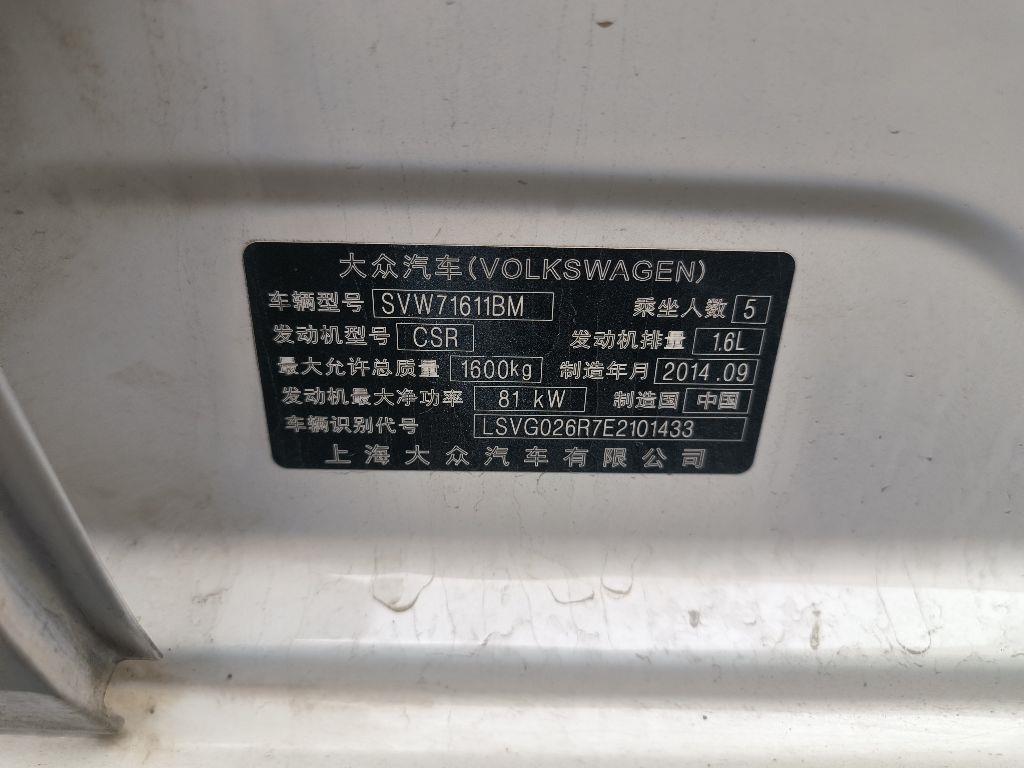 大众汽车(VOLKSWAGEN)
车辆型号 SVW71611BM 乘坐人数 5
发动机型号 CSR 发动机排量 1.6L
最大允许总质量 1600kg 制造年月 2014.09
发动机最大净功率 81 kW 制造国 中国
车辆识别代号 LSVG026R7E2101433
上海大众汽车有限公司